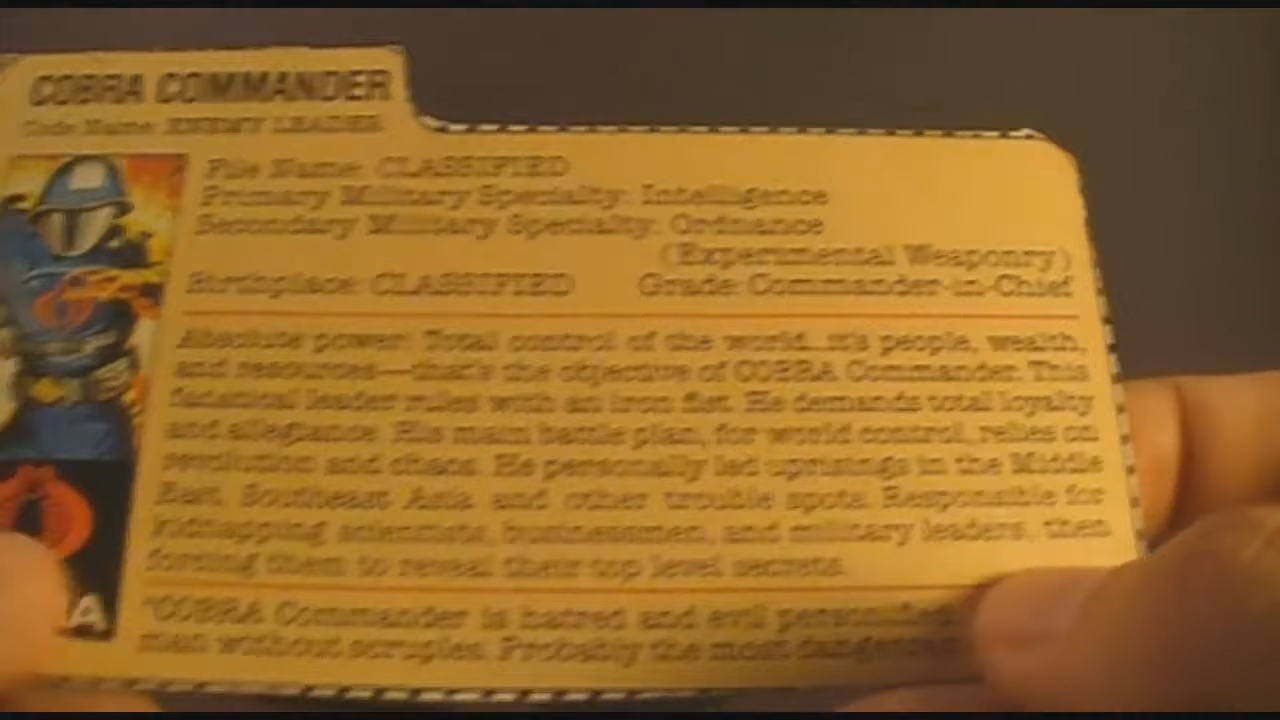 COBRA COMMANDER
Code Name: ENEMY LEADER
File Name: CLASSIFIED
Primary Military Specialty: Intelligence
Secondary Military Specialty: Ordnance
(Experimental Weaponry)
Birthplace: CLASSIFIED Grade: Commander-in-Chief
Absolute power! Total control of the world...it's people, wealth,
and resources—that's the objective of COBRA Commander. This
fanatical leader rules with an iron fist. He demands total loyalty
and allegiance. His main battle plan, for world control, relies on
revolution and chaos. He personally led uprisings in the Middle
East, Southeast Asia and other trouble spots. Responsible for
kidnapping scientists, businessmen, and military leaders, then
forcing them to reveal their top level secrets.
"COBRA Commander is hatred and evil personified
man without scruples. Probably the most dangerous
A